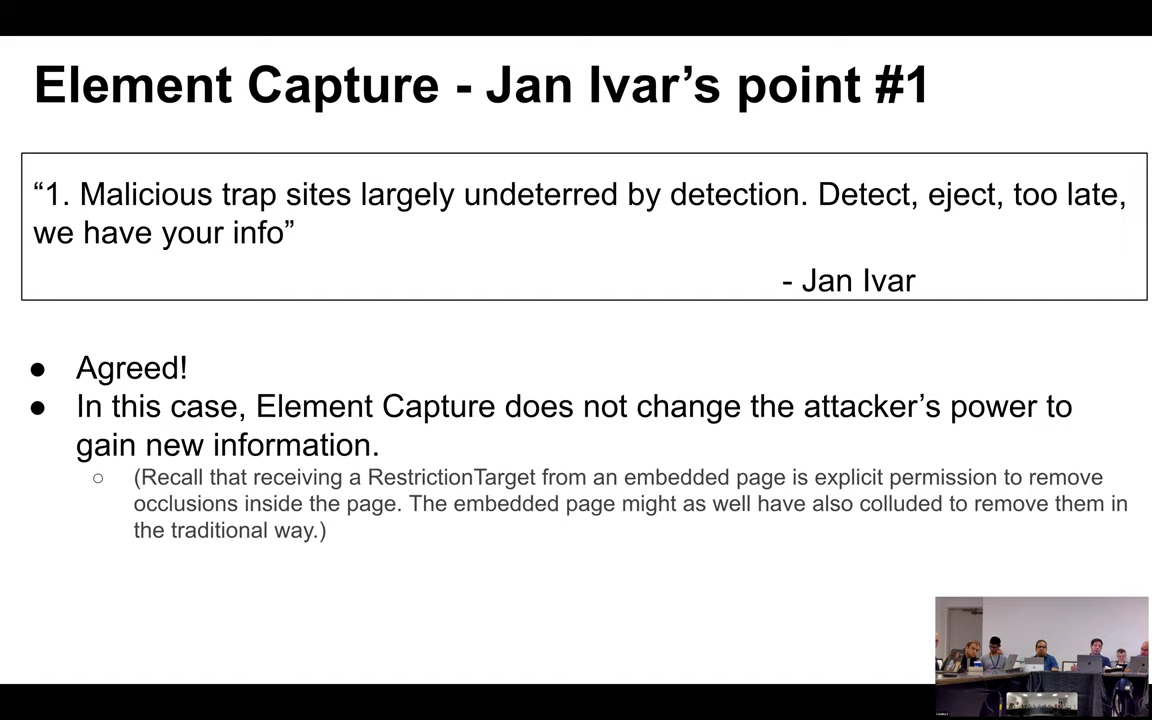 Element Capture - Jan Ivar’s point #1
“1. Malicious trap sites largely undeterred by detection. Detect, eject, too late,
we have your info”
- Jan Ivar
● Agreed!
● In this case, Element Capture does not change the attacker’s power to
gain new information.
○ (Recall that receiving a RestrictionTarget from an embedded page is explicit permission to remove
occlusions inside the page. The embedded page might as well have also colluded to remove them in
the traditional way.)